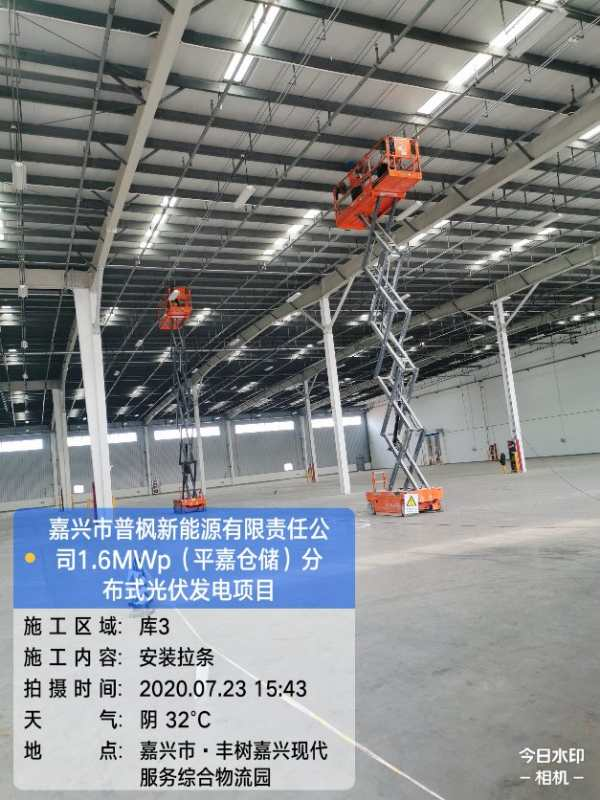 嘉兴市普枫新能源有限责任公
司1.6MWp（平嘉仓储）分
布式光伏发电项目
施工区域：库3
施工内容：安装拉条
拍摄时间：2020.07.23 15:43
天气：阴 32°C
地点：嘉兴市·丰树嘉兴现代
服务综合物流园
今日水印
-相机-